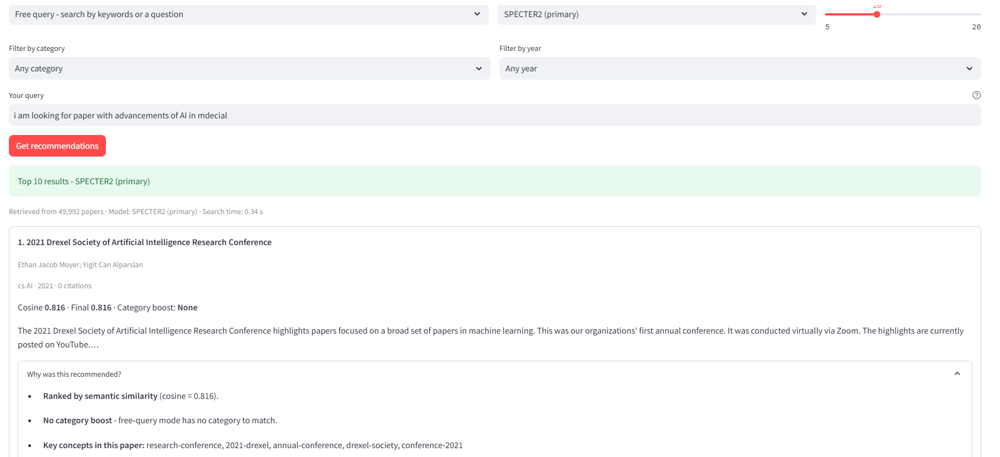 Free query - search by keywords or a question
SPECTER2 (primary)
10
5
20
Filter by category
Filter by year
Any category
Any year
Your query
i am looking for paper with advancements of AI in mdecial
Get recommendations
Top 10 results - SPECTER2 (primary)
Retrieved from 49,992 papers · Model: SPECTER2 (primary) · Search time: 0.34 s
1. 2021 Drexel Society of Artificial Intelligence Research Conference
Ethan Jacob Moyer; Yigit Can Alparslan
cs.AI · 2021 · 0 citations
Cosine 0.816 · Final 0.816 · Category boost: None
The 2021 Drexel Society of Artificial Intelligence Research Conference highlights papers focused on a broad set of papers in machine learning. This was our organizations' first annual conference. It was conducted virtually via Zoom. The highlights are currently
posted on YouTube.…
Why was this recommended?
• Ranked by semantic similarity (cosine = 0.816).
• No category boost - free-query mode has no category to match.
• Key concepts in this paper: research-conference, 2021-drexel, annual-conference, drexel-society, conference-2021